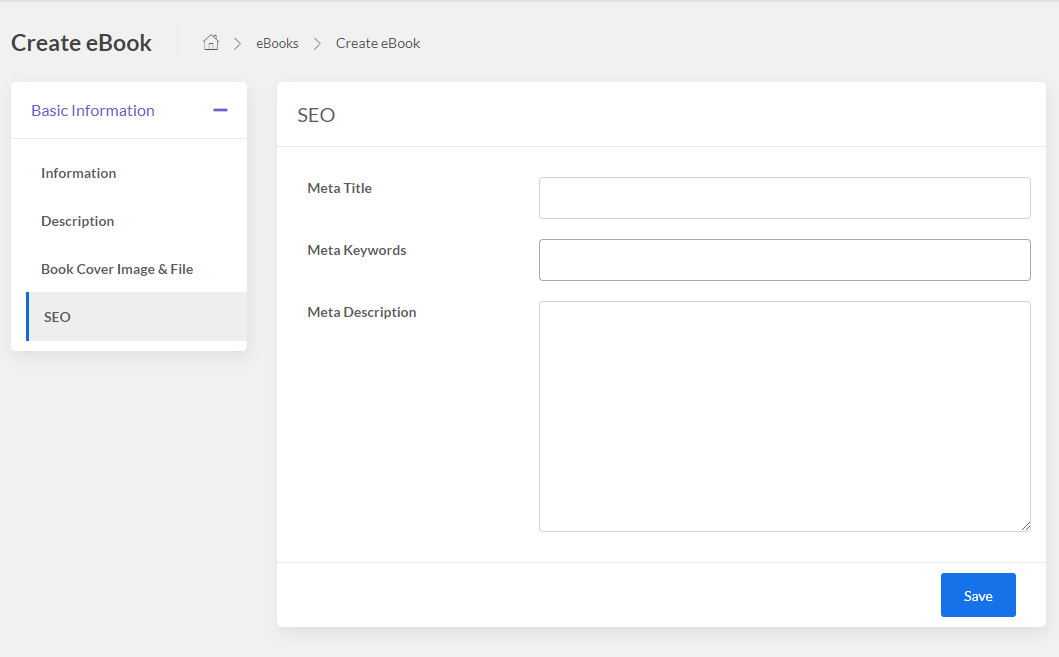 Create eBook
eBooks
Create eBook
Basic Information
Information
Description
Book Cover Image & File
SEO
SEO
Meta Title
Meta Keywords
Meta Description
Save